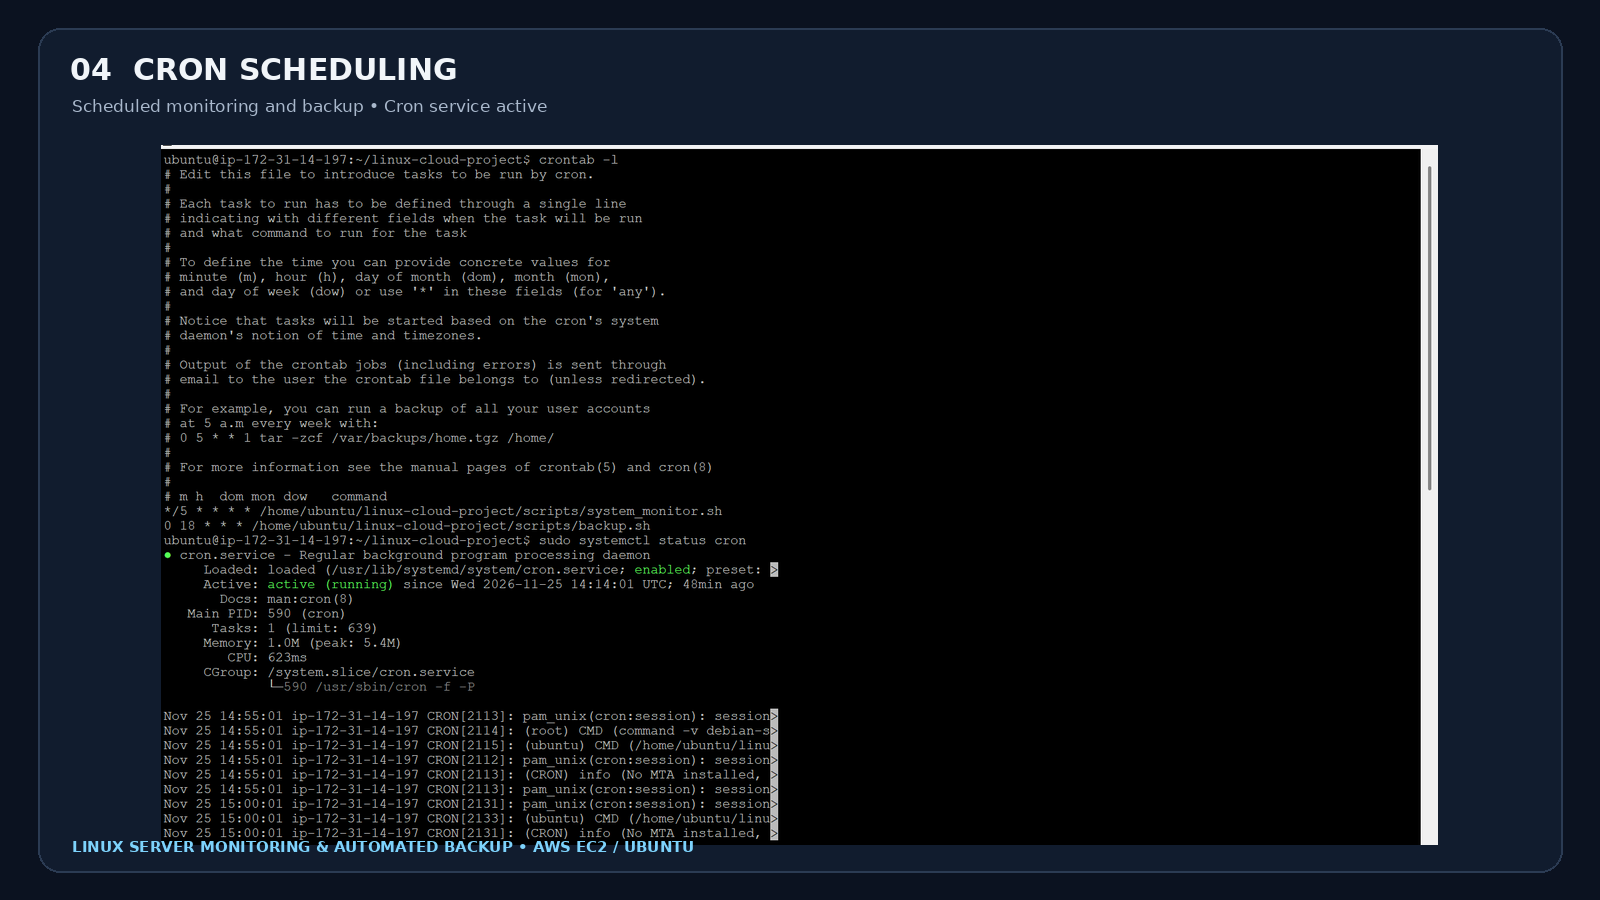 04 CRON SCHEDULING
Scheduled monitoring and backup • Cron service active
ubuntu@ip-172-31-14-197:~/linux-cloud-project$ crontab -l
# Edit this file to introduce tasks to be run by cron.
#
# Each task to run has to be defined through a single line
# indicating with different fields when the task will be run
# and what command to run for the task
#
# To define the time you can provide concrete values for
# minute (m), hour (h), day of month (dom), month (mon),
# and day of week (dow) or use '*' in these fields (for 'any').
#
# Notice that tasks will be started based on the cron's system
# daemon's notion of time and timezones.
#
# Output of the crontab jobs (including errors) is sent through
# email to the user the crontab file belongs to (unless redirected).
#
# For example, you can run a backup of all your user accounts
# at 5 a.m every week with:
# 0 5 * * 1 tar -zcf /var/backups/home.tgz /home/
#
# For more information see the manual pages of crontab(5) and cron(8)
#
# m h  dom mon dow   command
*/5 * * * * /home/ubuntu/linux-cloud-project/scripts/system_monitor.sh
0 18 * * * /home/ubuntu/linux-cloud-project/scripts/backup.sh
ubuntu@ip-172-31-14-197:~/linux-cloud-project$ sudo systemctl status cron
● cron.service - Regular background program processing daemon
     Loaded: loaded (/usr/lib/systemd/system/cron.service; enabled; preset: >
     Active: active (running) since Wed 2026-11-25 14:14:01 UTC; 48min ago
       Docs: man:cron(8)
   Main PID: 590 (cron)
      Tasks: 1 (limit: 639)
     Memory: 1.0M (peak: 5.4M)
        CPU: 623ms
     CGroup: /system.slice/cron.service
             └─590 /usr/sbin/cron -f -P
Nov 25 14:55:01 ip-172-31-14-197 CRON[2113]: pam_unix(cron:session): session>
Nov 25 14:55:01 ip-172-31-14-197 CRON[2114]: (root) CMD (command -v debian-s>
Nov 25 14:55:01 ip-172-31-14-197 CRON[2115]: (ubuntu) CMD (/home/ubuntu/linu>
Nov 25 14:55:01 ip-172-31-14-197 CRON[2112]: pam_unix(cron:session): session>
Nov 25 14:55:01 ip-172-31-14-197 CRON[2113]: (CRON) info (No MTA installed, >
Nov 25 14:55:01 ip-172-31-14-197 CRON[2113]: pam_unix(cron:session): session>
Nov 25 15:00:01 ip-172-31-14-197 CRON[2131]: pam_unix(cron:session): session>
Nov 25 15:00:01 ip-172-31-14-197 CRON[2133]: (ubuntu) CMD (/home/ubuntu/linu>
Nov 25 15:00:01 ip-172-31-14-197 CRON[2131]: (CRON) info (No MTA installed, >
LINUX SERVER MONITORING & AUTOMATED BACKUP • AWS EC2 / UBUNTU